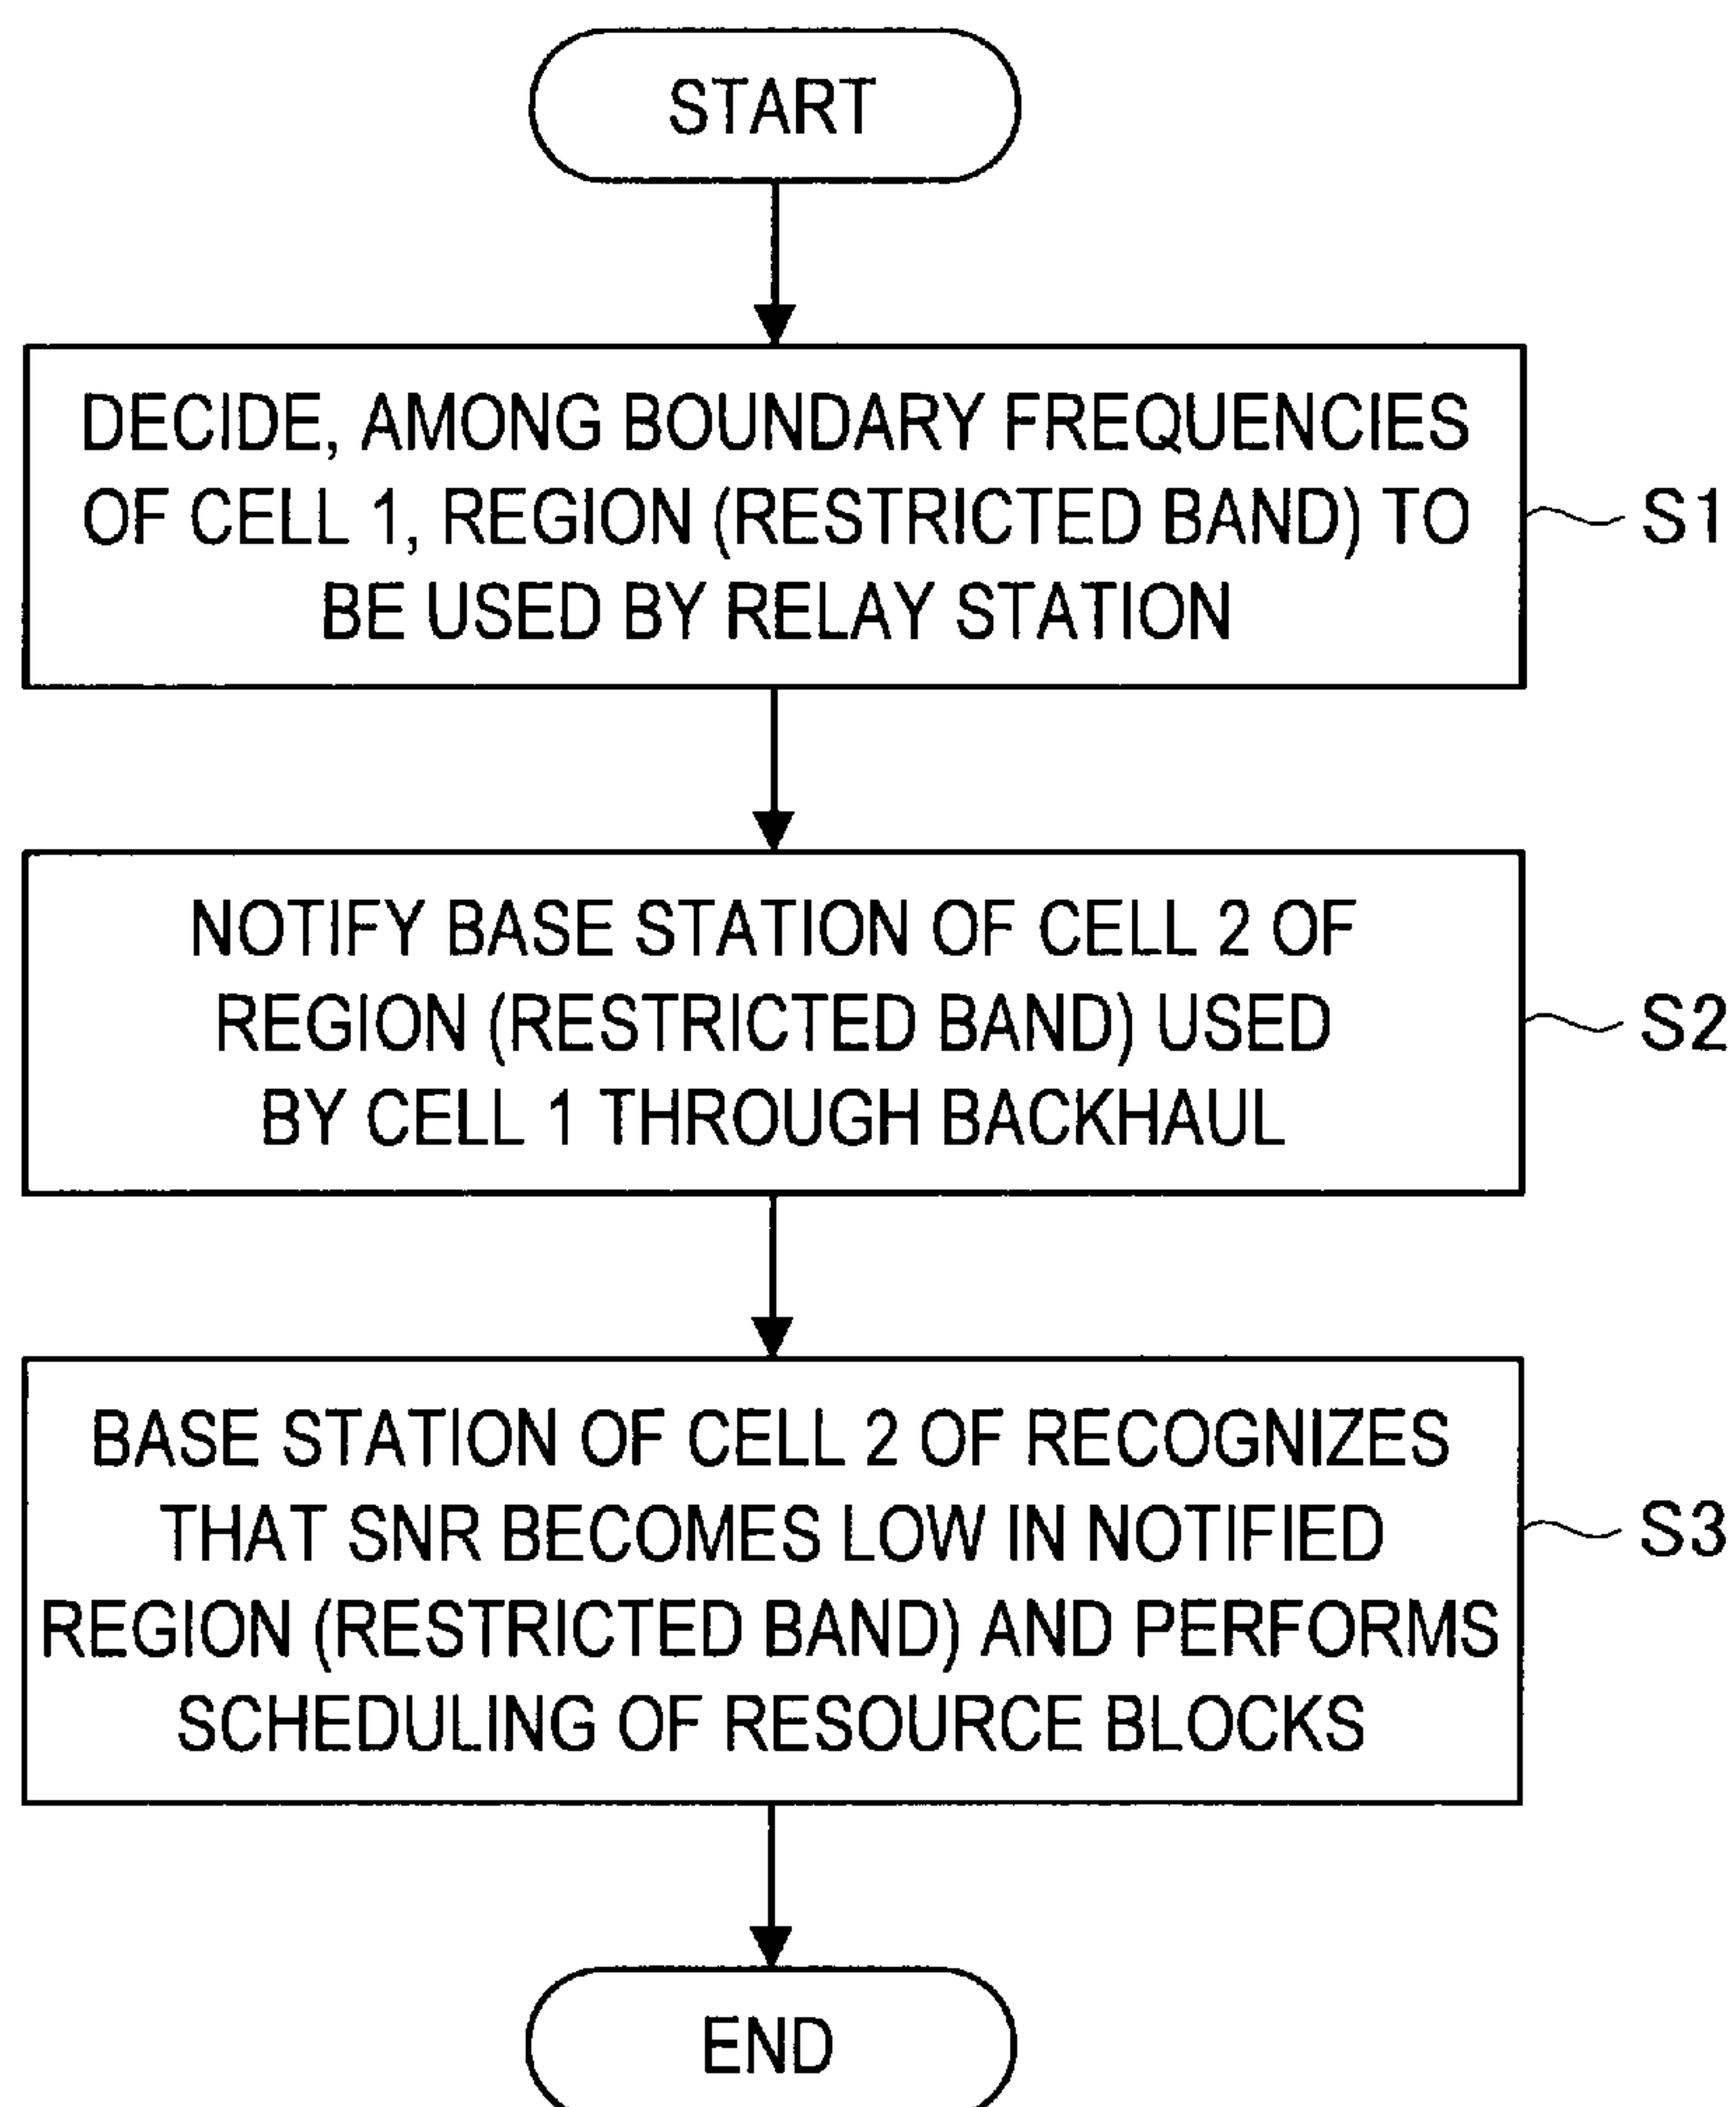 START
DECIDE, AMONG BOUNDARY FREQUENCIES
OF CELL 1, REGION (RESTRICTED BAND) TO
BE USED BY RELAY STATION
S1
NOTIFY BASE STATION OF CELL 2 OF
REGION (RESTRICTED BAND) USED
BY CELL 1 THROUGH BACKHAUL
S2
BASE STATION OF CELL 2 OF RECOGNIZES
THAT SNR BECOMES LOW IN NOTIFIED
REGION (RESTRICTED BAND) AND PERFORMS
SCHEDULING OF RESOURCE BLOCKS
S3
END